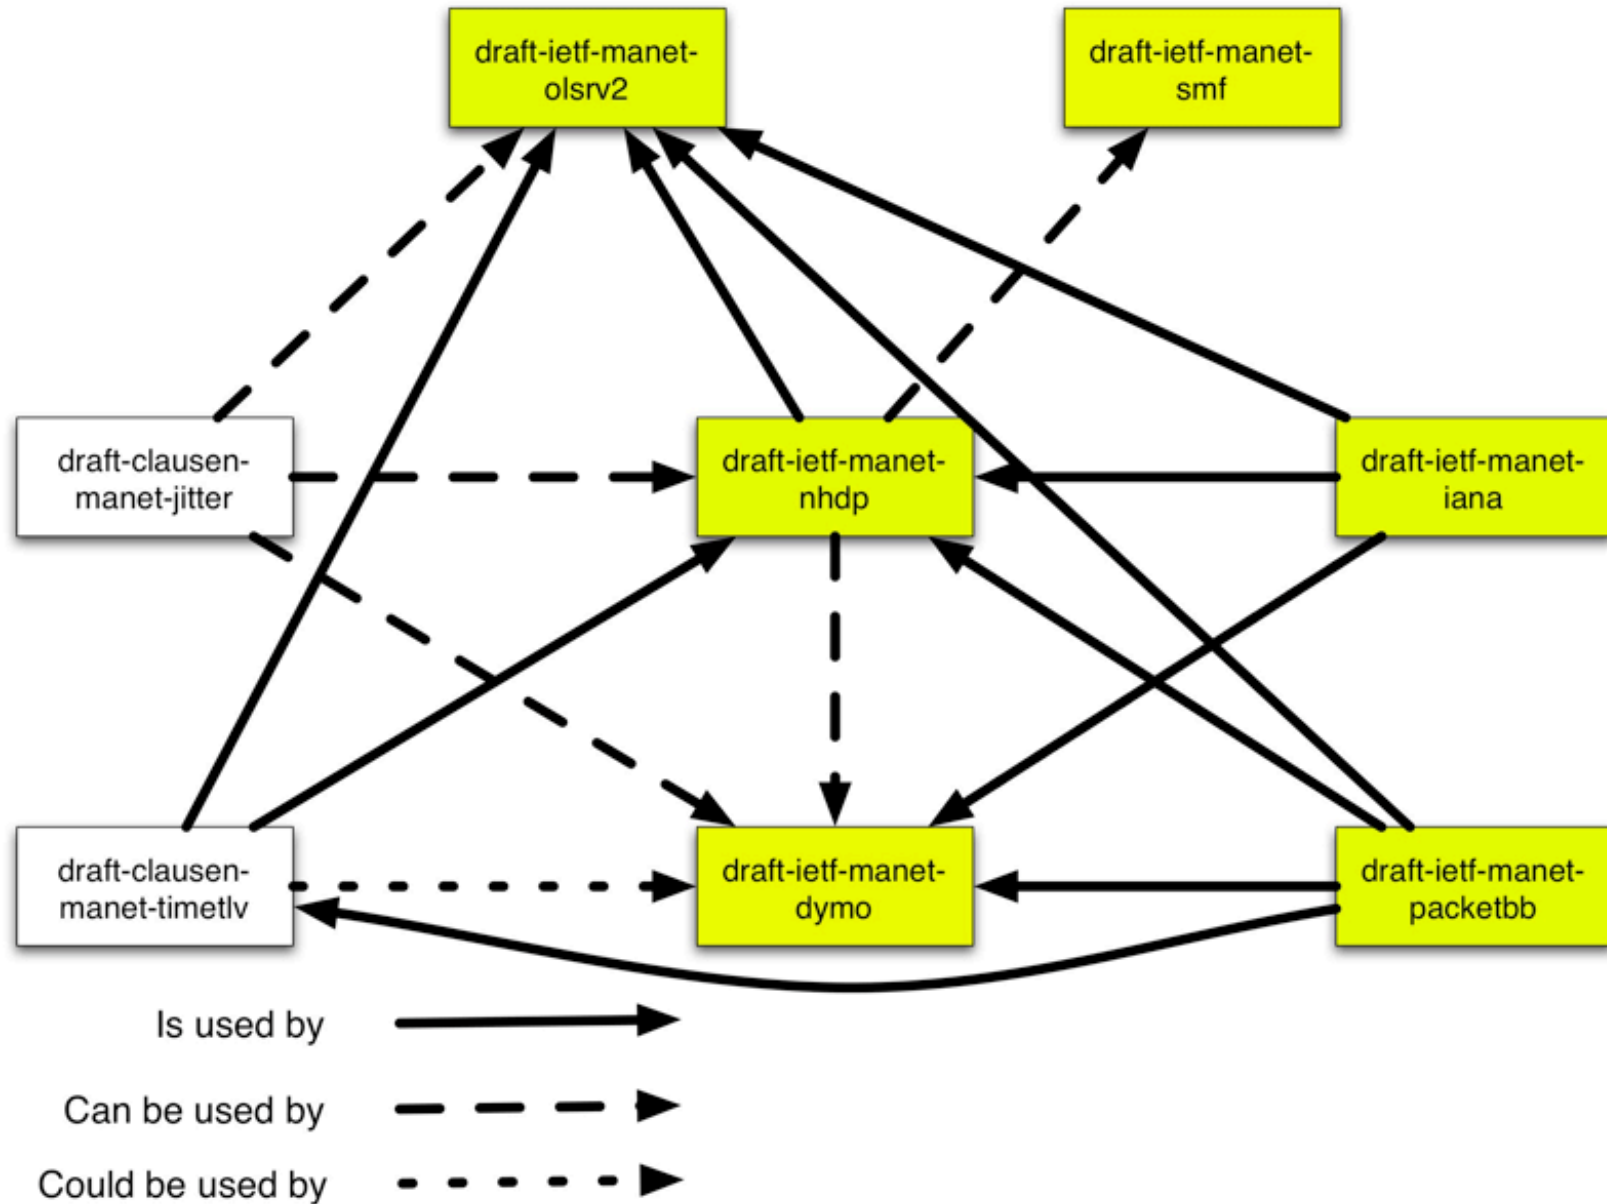 draft-ietf-manet-
olsrv2
draft-ietf-manet-
smf
draft-clausen-
manet-jitter
draft-ietf-manet-
nhdp
draft-ietf-manet-
iana
draft-clausen-
manet-timetlv
draft-ietf-manet-
dymo
draft-ietf-manet-
packetbb
Is used by
Can be used by
Could be used by